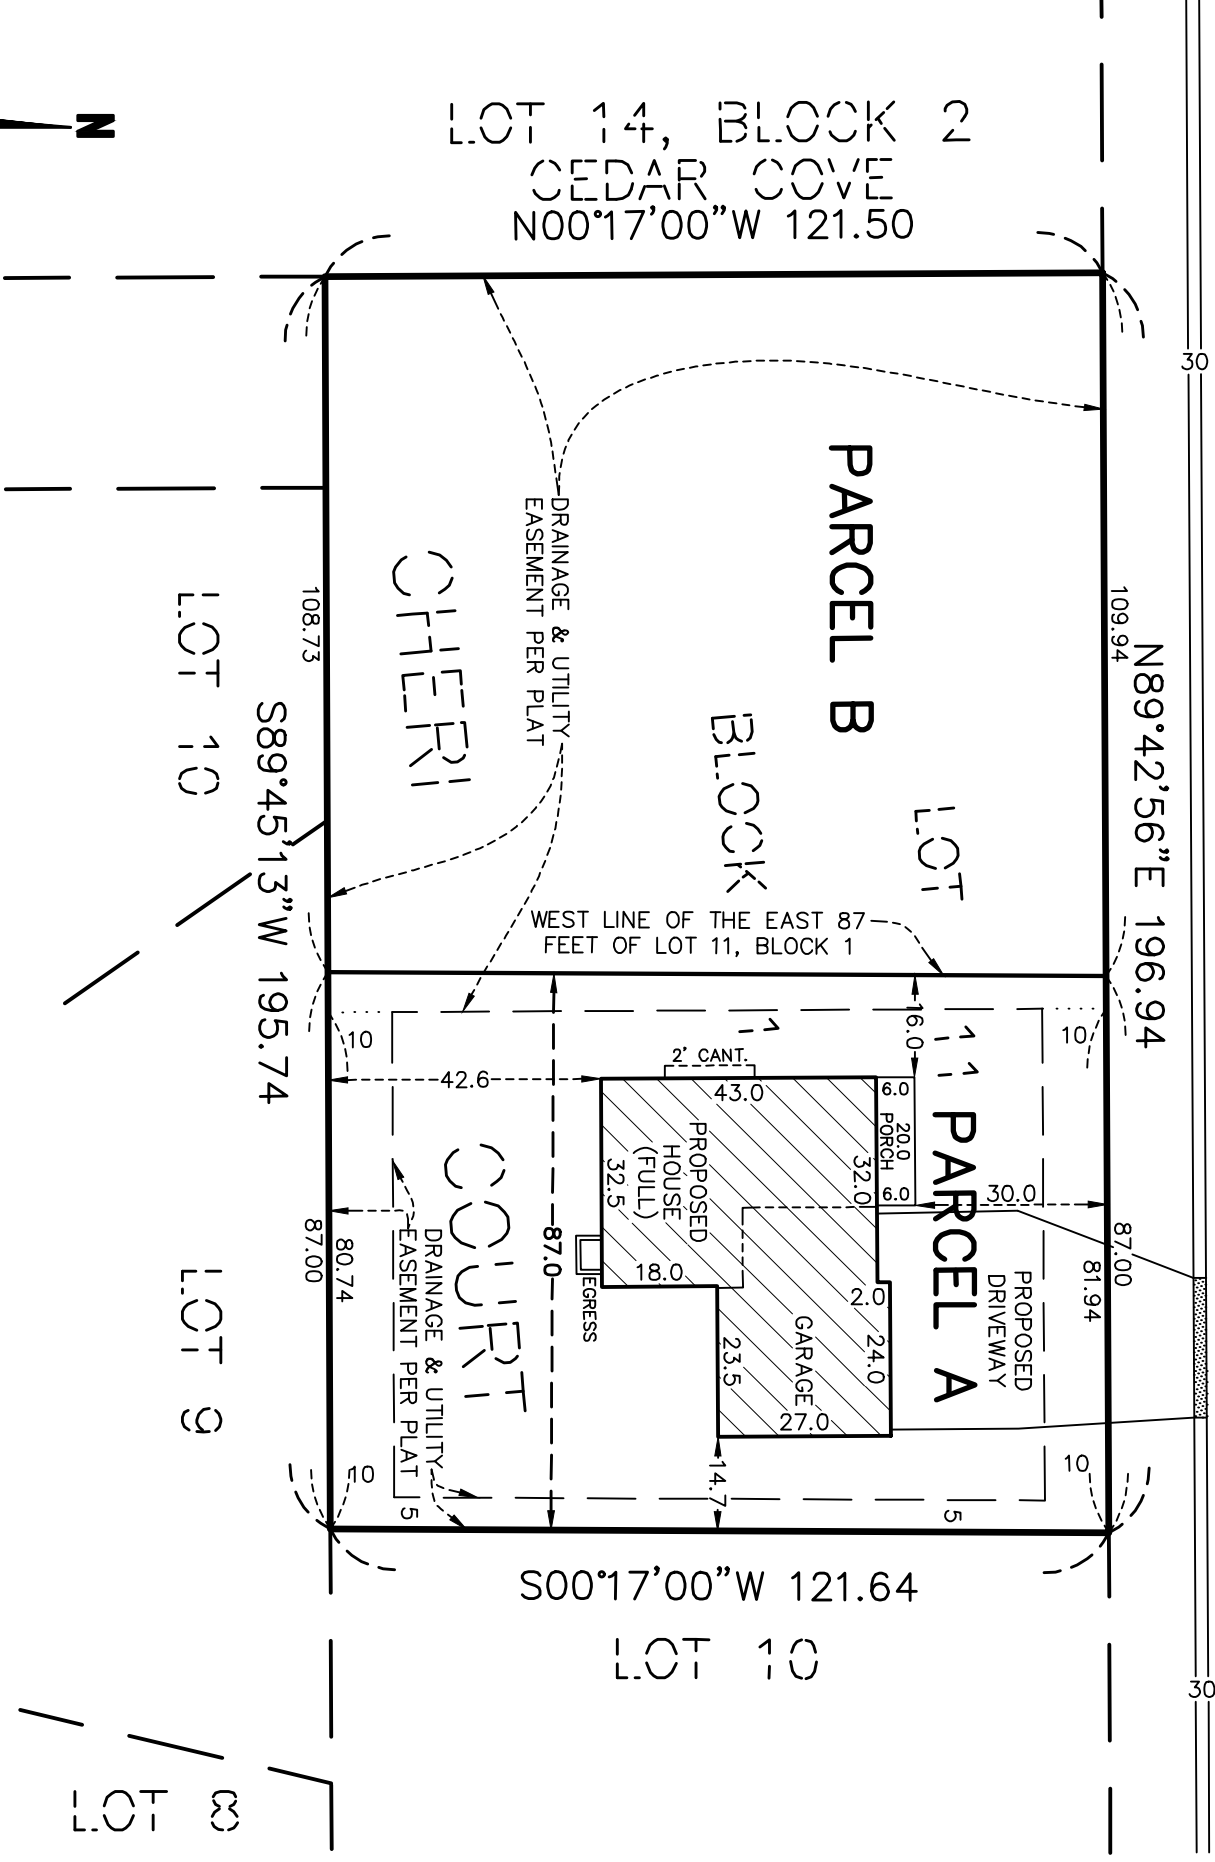 N
LOT 14, BLOCK 2
CEDAR COVE
N00°17'00"W 121.50
30
PARCEL B
DRAINAGE & UTILITY
EASEMENT PER PLAT
CHERI
LOT 10
108.73
S89°45'13"W 195.74
109.94
N89°42'56"E 196.94
BLOCK
1
LOT
11
WEST LINE OF THE EAST 87
FEET OF LOT 11, BLOCK 1
16.0
10
10
2' CANT.
43.0
42.6
6.0
20.0
PORCH
6.0
PARCEL A
30.0
PROPOSED
HOUSE
(FULL)
32.5
32.0
18.0
87.0
EGRESS
COURT
DRAINAGE & UTILITY
EASEMENT PER PLAT
80.74
87.00
87.00
81.94
PROPOSED
DRIVEWAY
2.0
GARAGE
24.0
23.5
27.0
14.7
10
10
5
5
LOT 9
S00°17'00"W 121.64
LOT 10
30
LOT 8